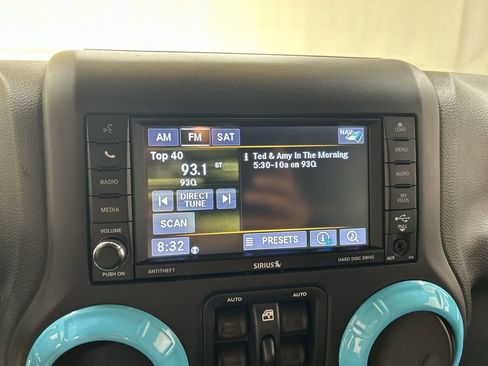 AM FM SAT
NAV
Top 40
93.1 ST
93Q
DIRECT
TUNE
SCAN
8:32
i Ted & Amy In The Morning
5:30-10a on 93Q
PRESETS
RADIO
MEDIA
VOLUME
PUSH ON
LOAD
MENU
AUDIO
MY
FILES
PULL
AUX
ANTITHEFT
SIRIUS
HARD DISC DRIVE
AUTO
AUTO